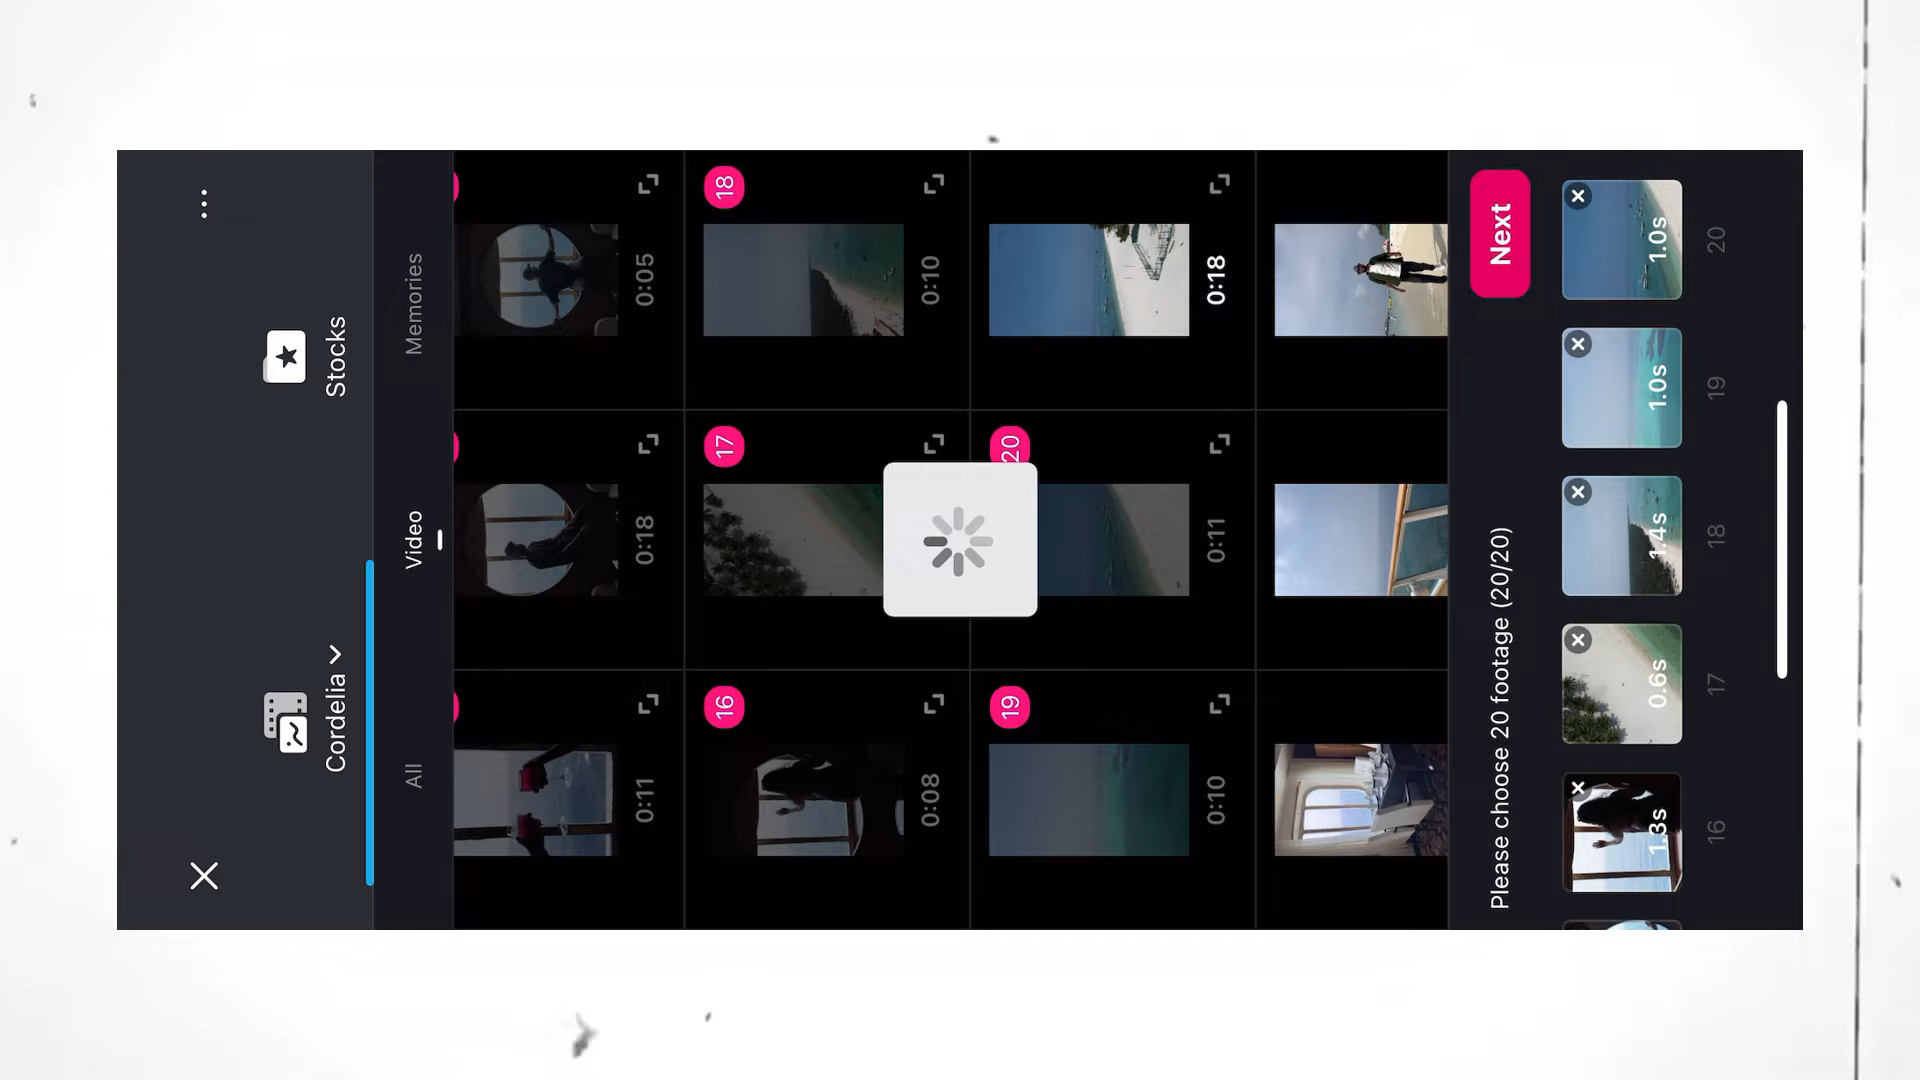 Cordelia
Stocks
All
Video
Memories
0:11
0:18
0:05
16
17
18
0:08
0:10
19
20
0:10
0:11
0:18
Please choose 20 footage (20/20)
Next
1.3s
0.6s
1.4s
1.0s
1.0s
16
17
18
19
20